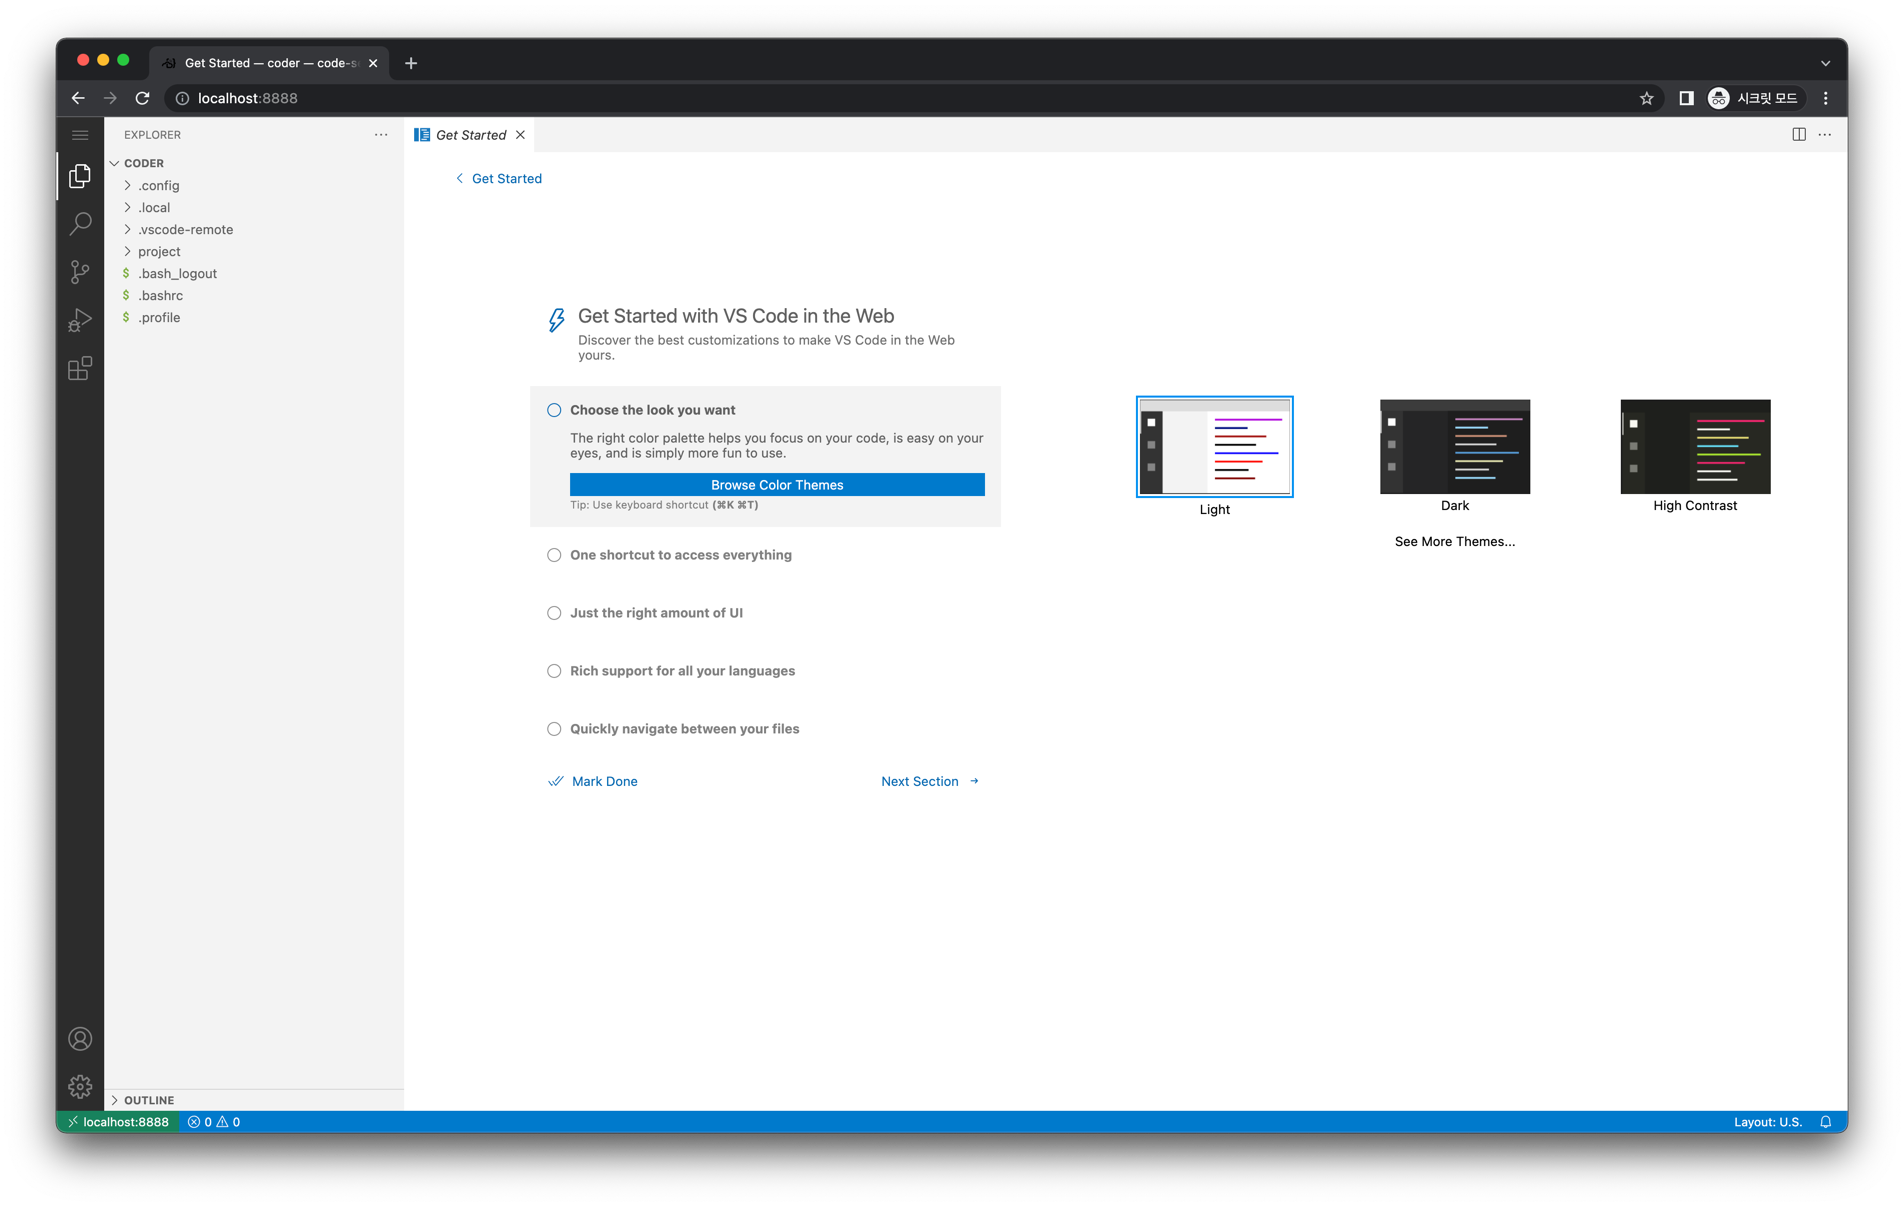 Get Started — coder — code-s
localhost:8888
시크릿 모드
EXPLORER
Get Started
CODER
.config
.local
.vscode-remote
project
.bash_logout
.bashrc
.profile
OUTLINE
Get Started
Get Started with VS Code in the Web
Discover the best customizations to make VS Code in the Web
yours.
Choose the look you want
The right color palette helps you focus on your code, is easy on your
eyes, and is simply more fun to use.
Browse Color Themes
Tip: Use keyboard shortcut (⌘K ⌘T)
One shortcut to access everything
Just the right amount of UI
Rich support for all your languages
Quickly navigate between your files
Mark Done
Next Section
Light
Dark
High Contrast
See More Themes...
localhost:8888
0
0
Layout: U.S.